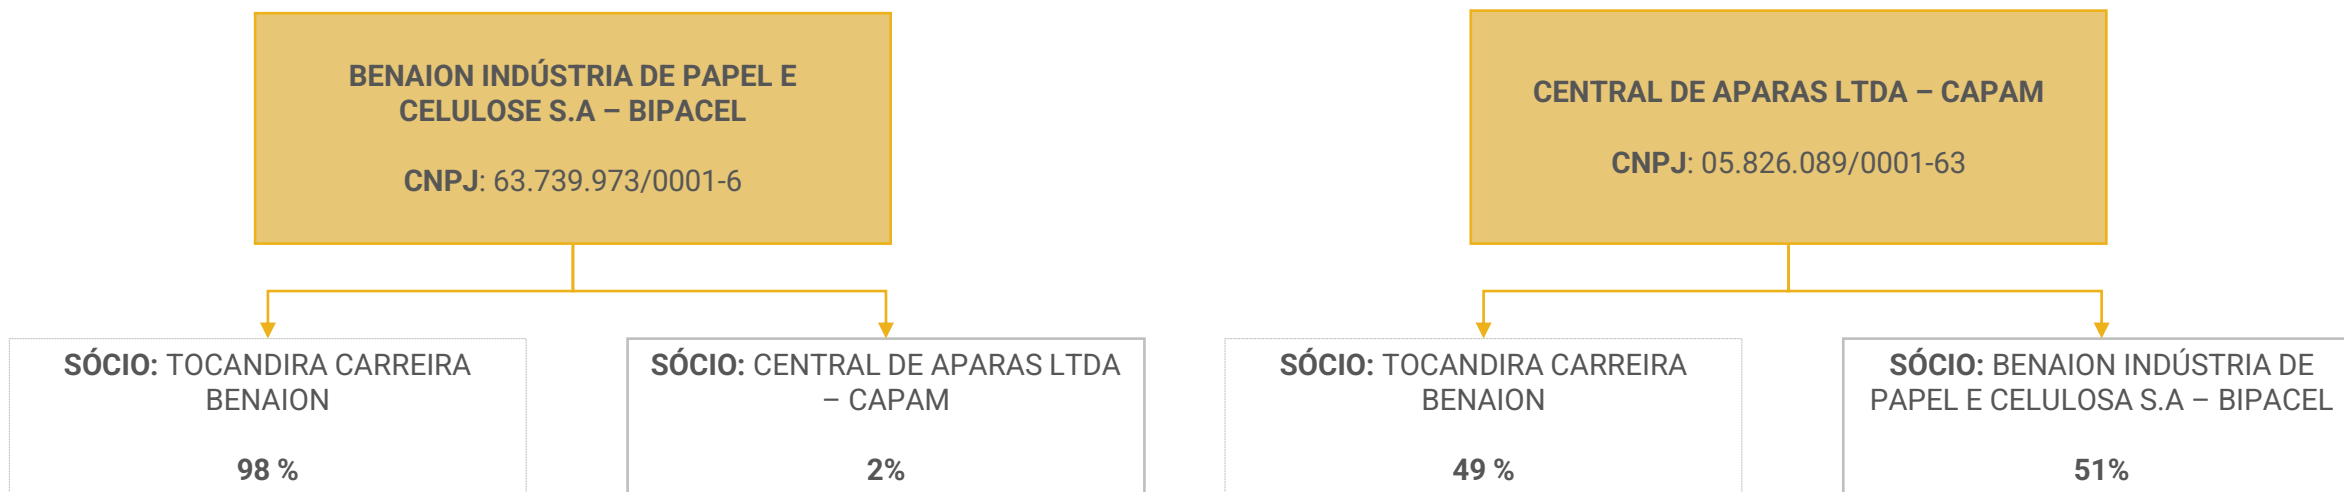 BENAION INDÚSTRIA DE PAPEL E
CELULOSE S.A – BIPACEL
CNPJ: 63.739.973/0001-6
CENTRAL DE APARAS LTDA – CAPAM
CNPJ: 05.826.089/0001-63
SÓCIO: TOCANDIRA CARREIRA
BENAION
98 %
SÓCIO: CENTRAL DE APARAS LTDA
– CAPAM
2%
SÓCIO: TOCANDIRA CARREIRA
BENAION
49 %
SÓCIO: BENAION INDÚSTRIA DE
PAPEL E CELULOSA S.A – BIPACEL
51%